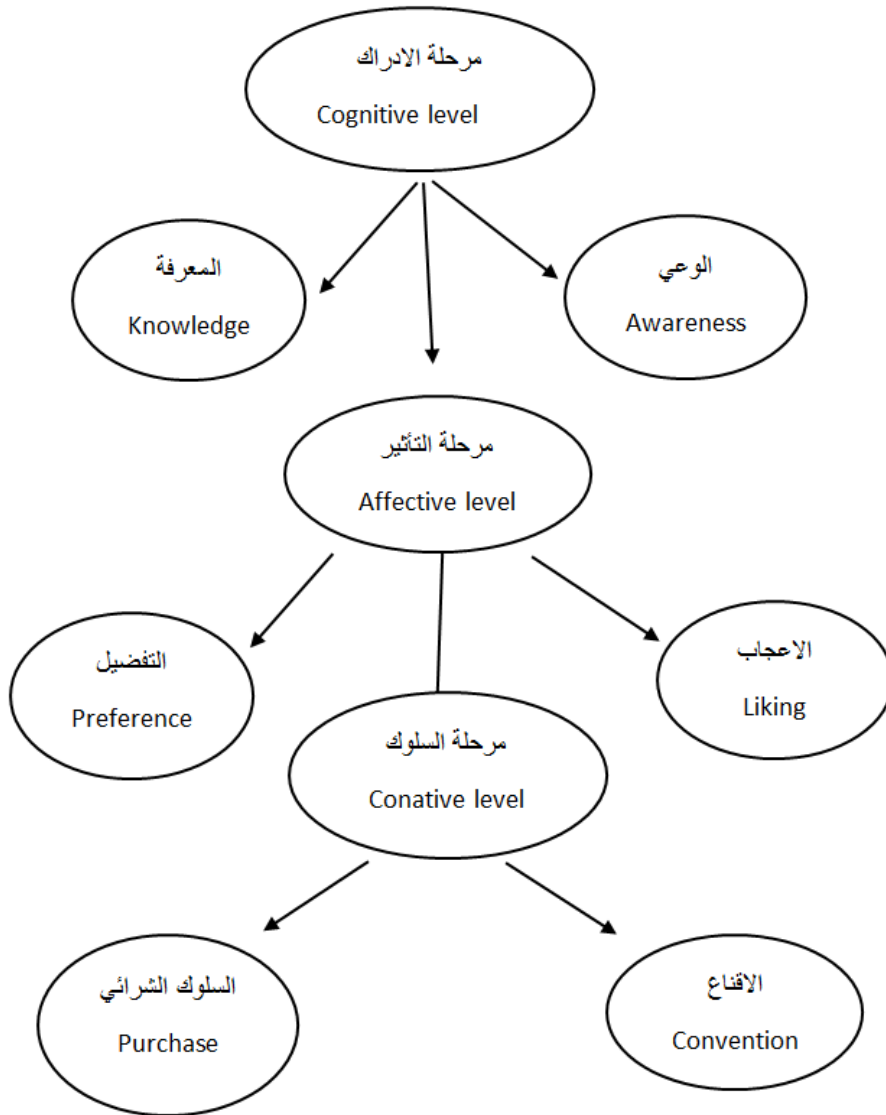 مرحلة الادراك
Cognitive level
الوعي
Awareness
المعرفة
Knowledge
مرحلة التأثير
Affective level
الاعجاب
Liking
التفضيل
Preference
مرحلة السلوك
Conative level
الاقناع
Convention
السلوك الشرائي
Purchase